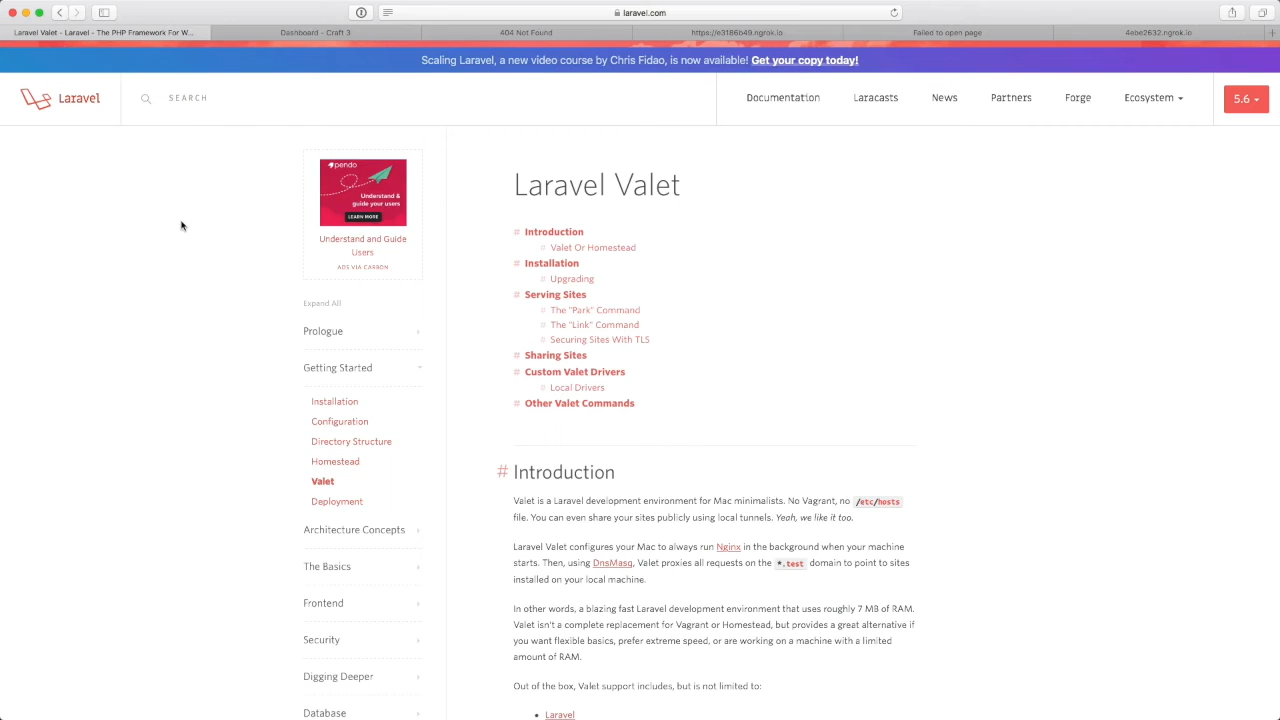 laravel.com
Laravel Valet - Laravel - The PHP Framework For W...
Dashboard - Craft 3
404 Not Found
https://e3186b49.ngrok.io
Failed to open page
4ebe2632.ngrok.io
Scaling Laravel, a new video course by Chris Fidao, is now available! Get your copy today!
Laravel
SEARCH
Documentation
Laracasts
News
Partners
Forge
Ecosystem
5.6
pendo
Understand & guide your users
LEARN MORE
Understand and Guide
Users
ADS VIA CARBON
Expand All
Prologue
Getting Started
Installation
Configuration
Directory Structure
Homestead
Valet
Deployment
Architecture Concepts
The Basics
Frontend
Security
Digging Deeper
Database
Laravel Valet
# Introduction
# Valet Or Homestead
# Installation
# Upgrading
# Serving Sites
# The "Park" Command
# The "Link" Command
# Securing Sites With TLS
# Sharing Sites
# Custom Valet Drivers
# Local Drivers
# Other Valet Commands
# Introduction
Valet is a Laravel development environment for Mac minimalists. No Vagrant, no /etc/hosts
file. You can even share your sites publicly using local tunnels. Yeah, we like it too.
Laravel Valet configures your Mac to always run Nginx in the background when your machine
starts. Then, using DnsMasq, Valet proxies all requests on the *.test domain to point to sites
installed on your local machine.
In other words, a blazing fast Laravel development environment that uses roughly 7 MB of RAM.
Valet isn't a complete replacement for Vagrant or Homestead, but provides a great alternative if
you want flexible basics, prefer extreme speed, or are working on a machine with a limited
amount of RAM.
Out of the box, Valet support includes, but is not limited to:
• Laravel